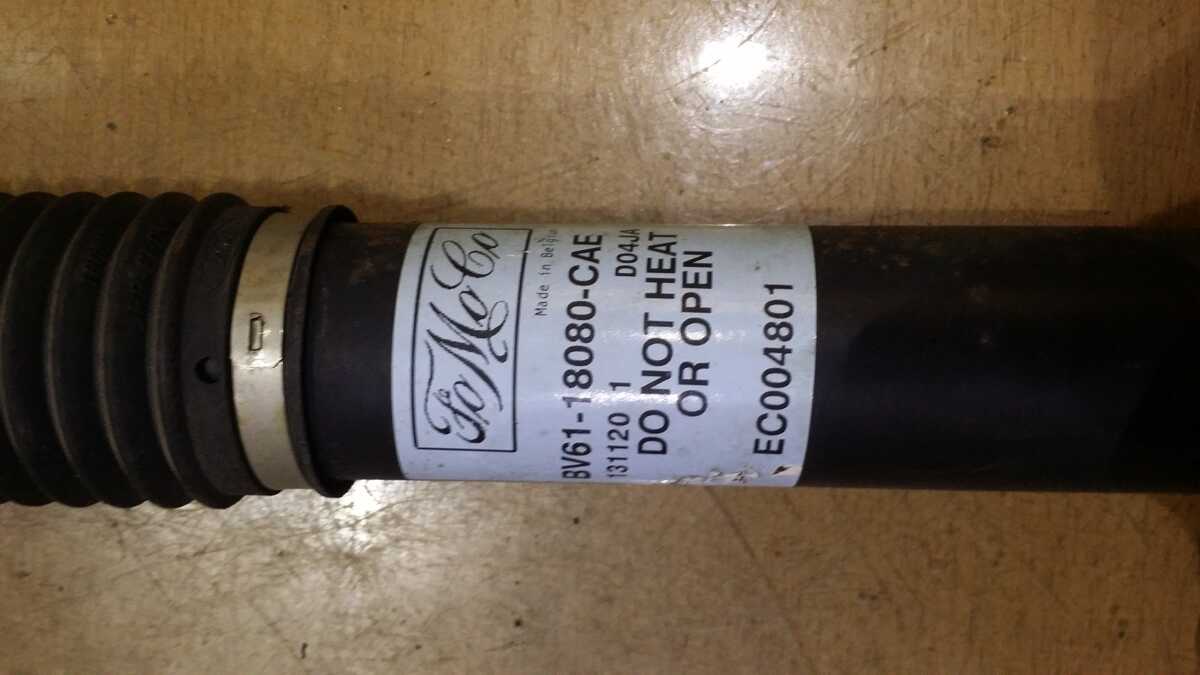 FoMoCo
Made in Belgium
BV61-18080-CAE
131120 1 D04JA
DO NOT HEAT
OR OPEN
EC004801